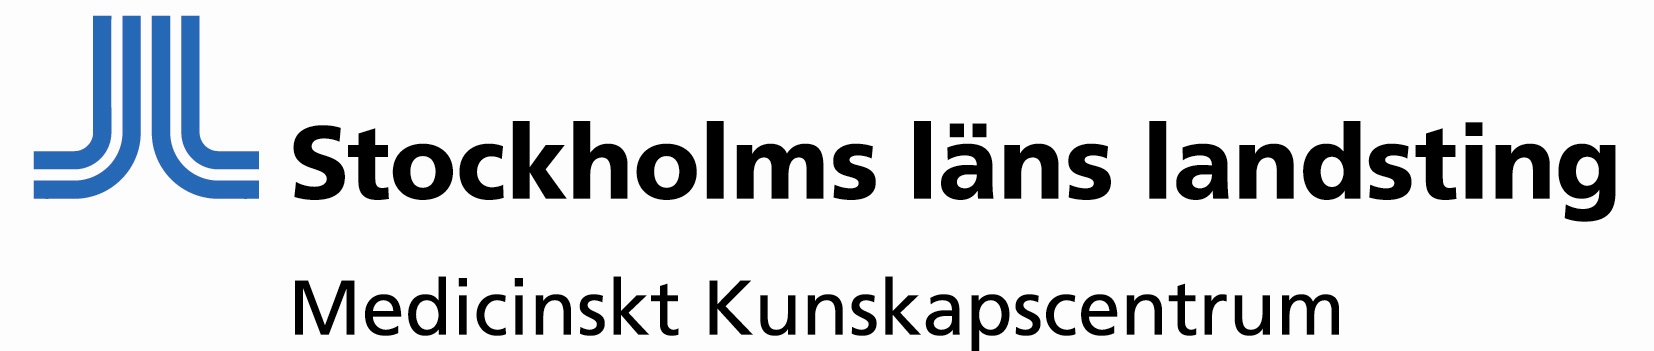 Stockholms läns landsting
Medicinskt Kunskapscentrum